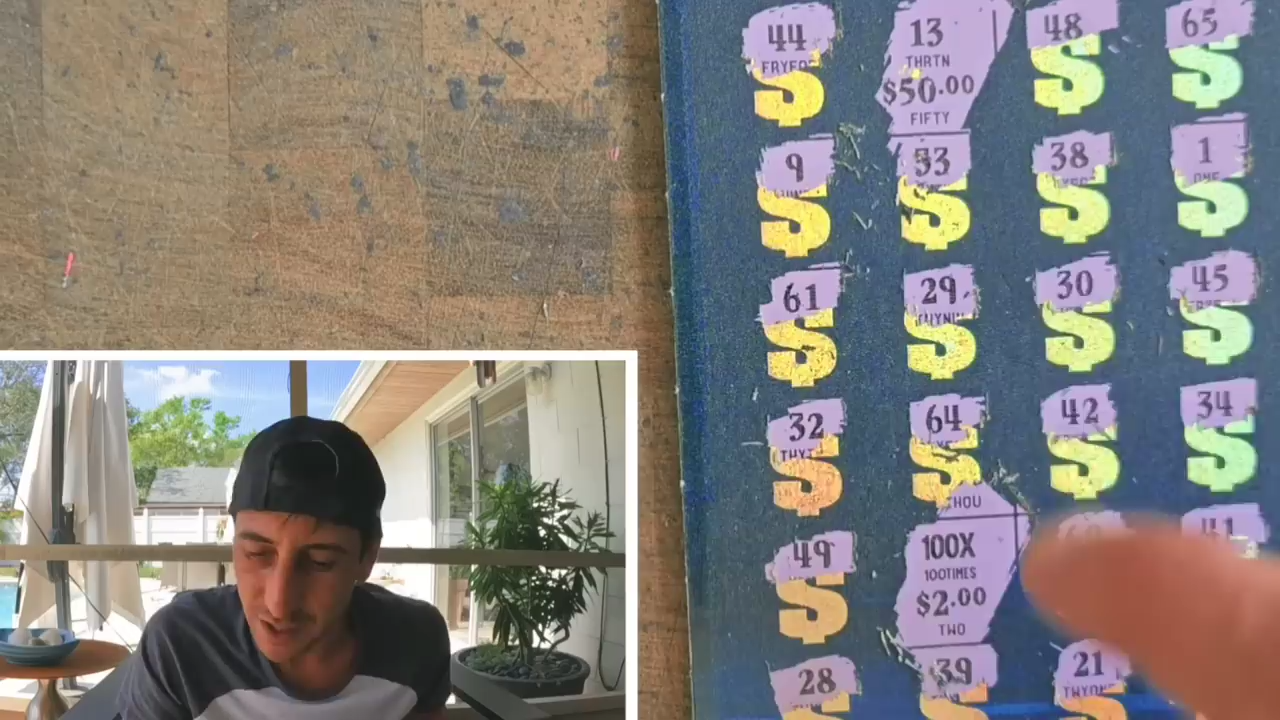 44 13 48 65
THRTN
$50.00
FIFTY
9 53 38 1
ONE
61 29 30 45
32 64 42 34
THOU
49 100X 41
100TIMES
$2.00
TWO
28 39 21